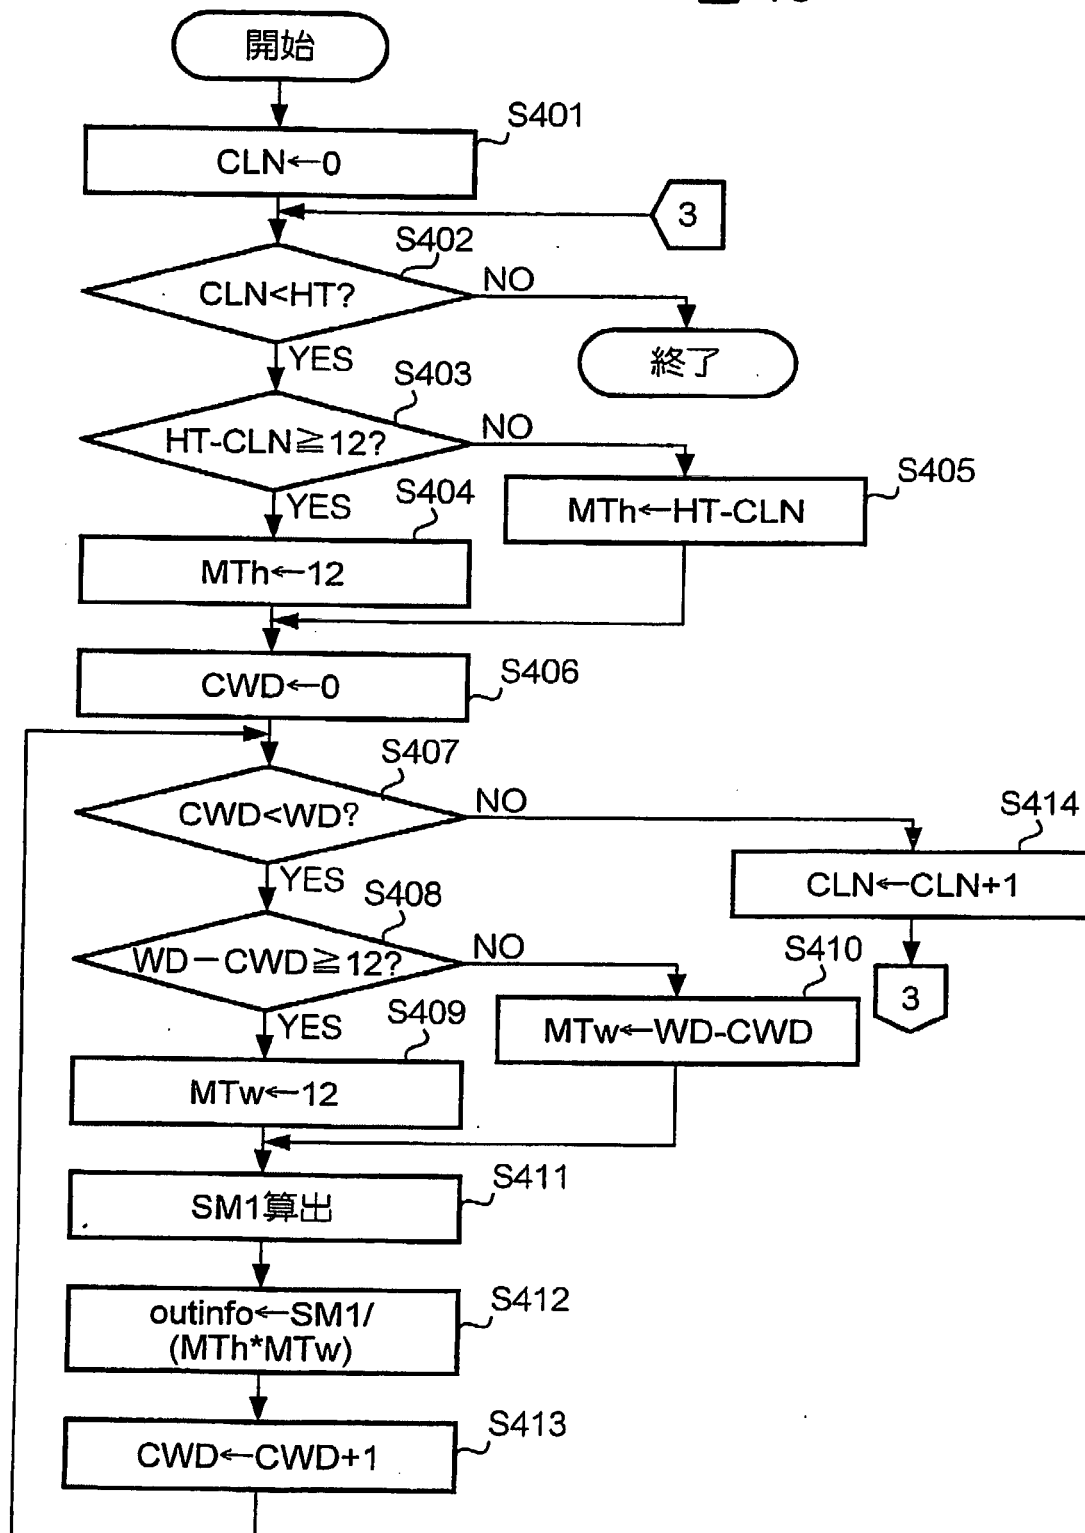 開始
S401
CLN←0
3
S402
CLN<HT?
NO
終了
YES
S403
HT-CLN≧12?
NO
S405
MTh←HT-CLN
YES
S404
MTh←12
S406
CWD←0
S407
CWD<WD?
NO
S414
CLN←CLN+1
3
YES
S408
WD－CWD≧12?
NO
S410
MTw←WD-CWD
YES
S409
MTw←12
S411
SM1算出
S412
outinfo←SM1/
(MTh*MTw)
S413
CWD←CWD+1